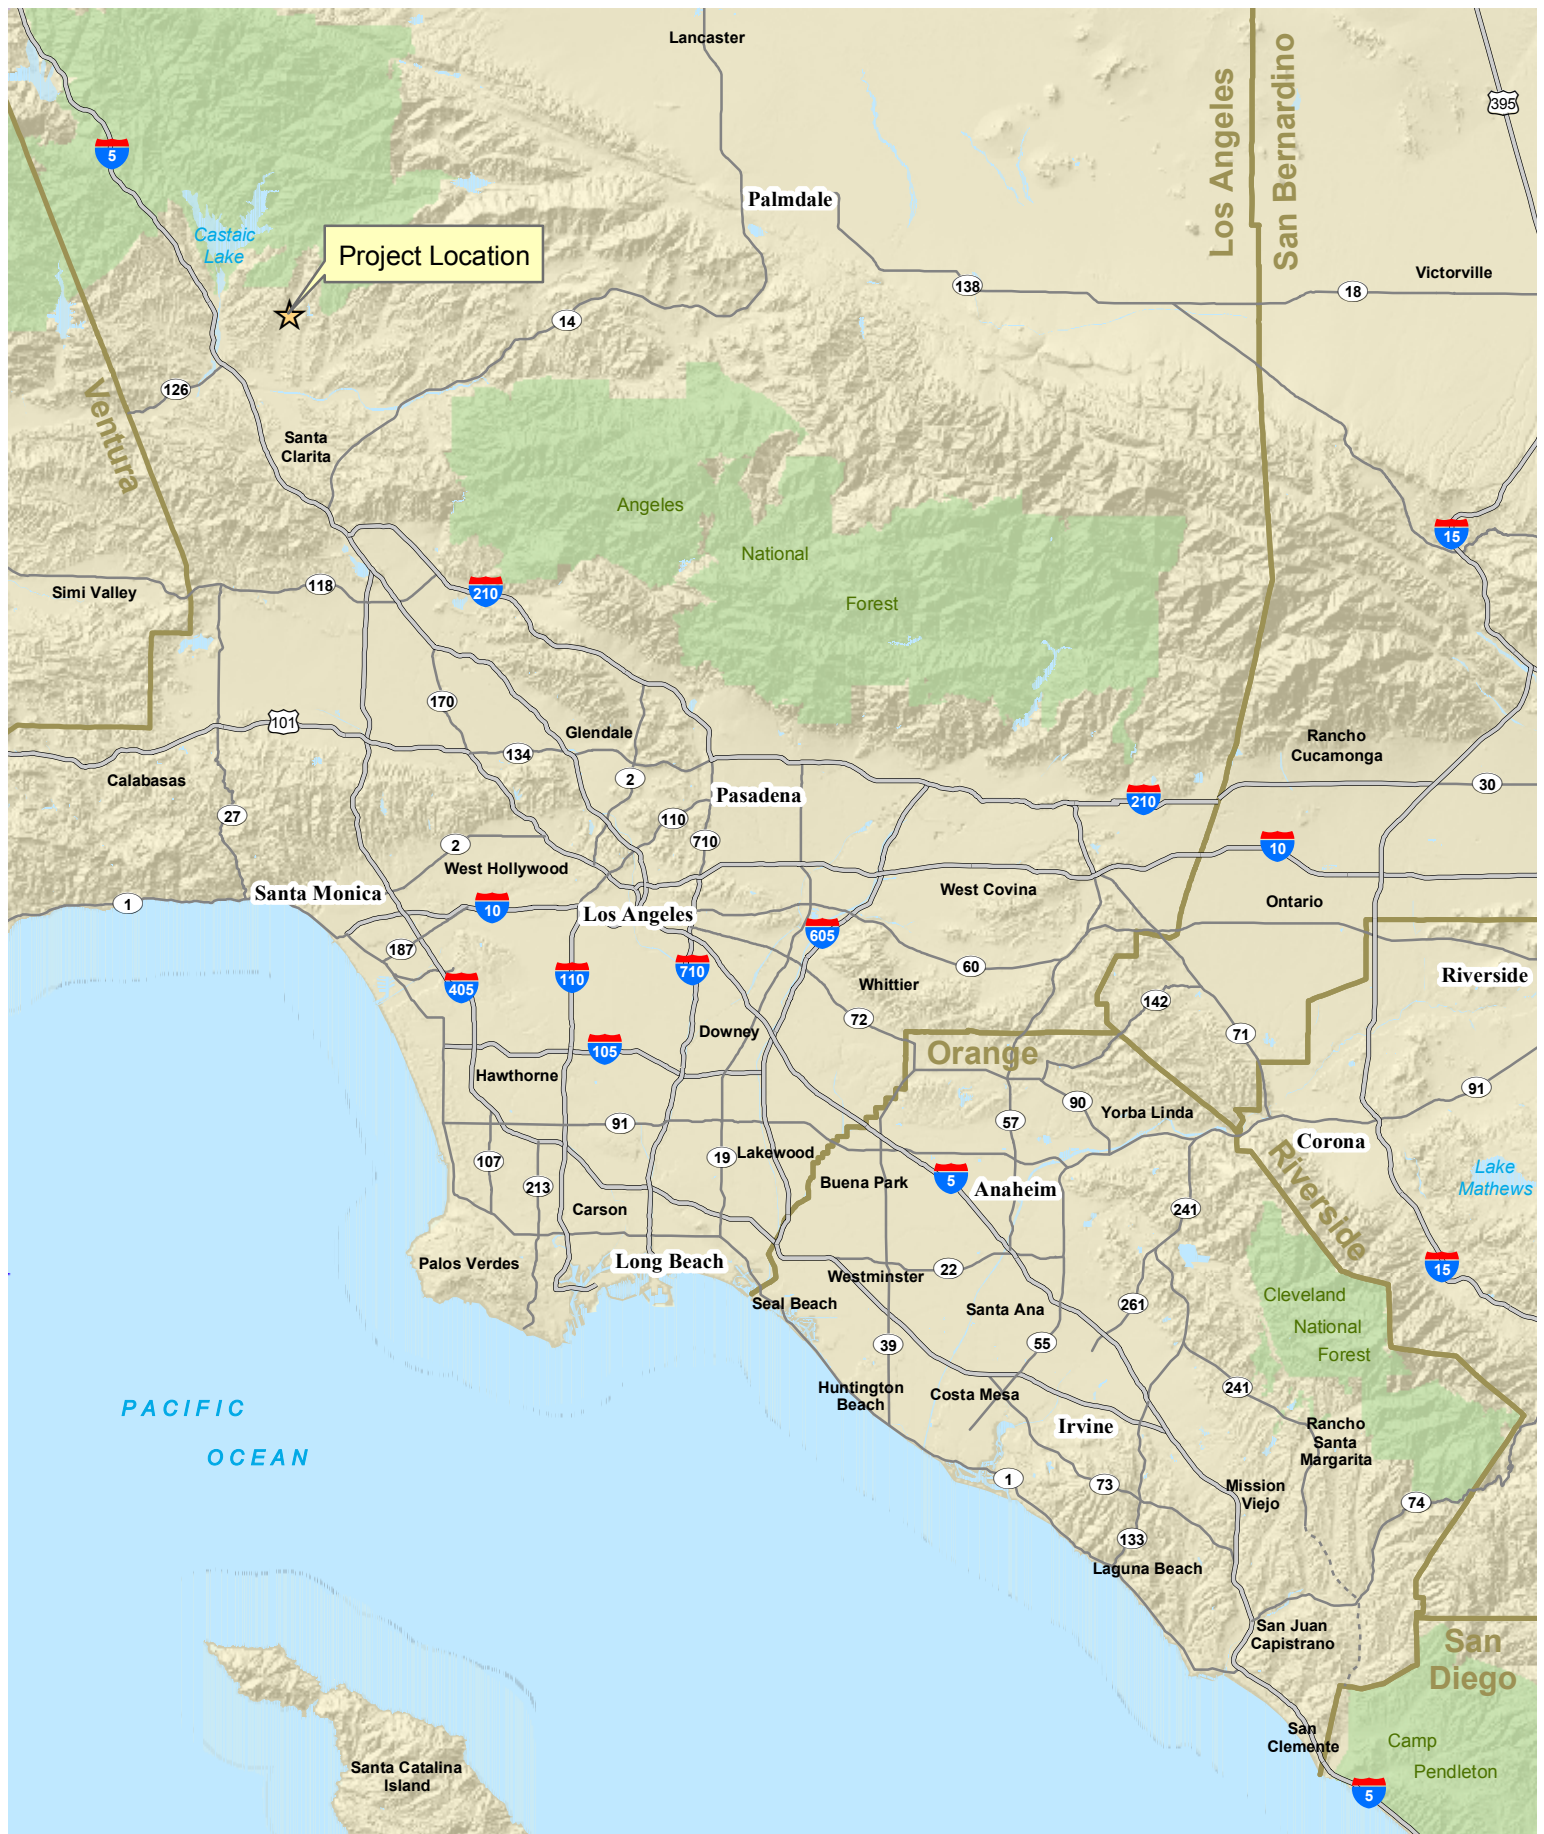 Lancaster
Los Angeles
San Bernardino
395
5
Palmdale
Castaic
Lake
Project Location
138
18
Victorville
14
126
Ventura
Santa
Clarita
Angeles
National
Forest
15
Simi Valley
118
210
170
101
Glendale
134
2
Calabasas
Rancho
Cucamonga
30
210
Pasadena
27
110
710
2
10
West Hollywood
West Covina
Santa Monica
1
10
Los Angeles
Ontario
605
187
60
Riverside
405
110
710
Whittier
142
72
71
Downey
105
Orange
Hawthorne
91
90
Yorba Linda
91
57
Corona
107
19
Lakewood
Riverside
Lake
Mathews
213
Buena Park
5
Anaheim
Carson
241
Palos Verdes
Long Beach
22
Westminster
15
Seal Beach
Santa Ana
261
Cleveland
National
Forest
39
55
Huntington
Beach
Costa Mesa
241
PACIFIC
OCEAN
Irvine
Rancho
Santa
Margarita
1
73
Mission
Viejo
74
133
Laguna Beach
San Juan
Capistrano
San
Diego
San
Clemente
Camp
Pendleton
Santa Catalina
Island
5